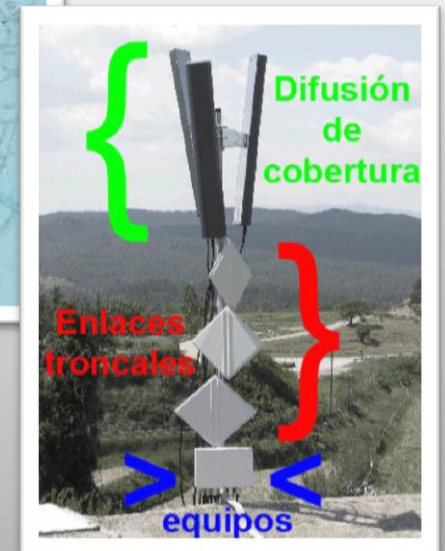 Difusión
de
cobertura
Enlaces
troncales
equipos